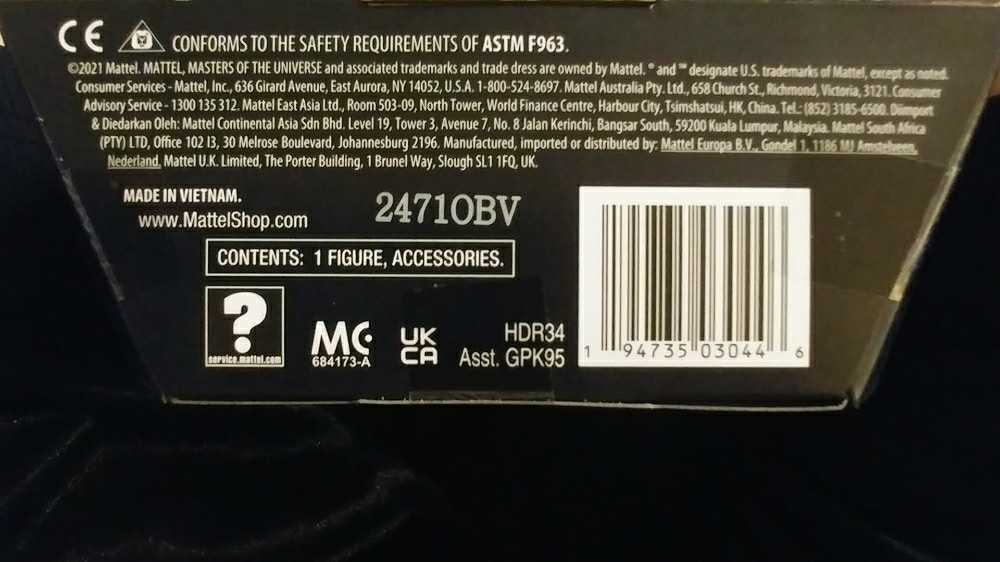 CE CONFORMS TO THE SAFETY REQUIREMENTS OF ASTM F963.
©2021 Mattel. MATTEL, MASTERS OF THE UNIVERSE and associated trademarks and trade dress are owned by Mattel. ® and ™ designate U.S. trademarks of Mattel, except as noted.
Consumer Services - Mattel, Inc., 636 Girard Avenue, East Aurora, NY 14052, U.S.A. 1-800-524-8697. Mattel Australia Pty. Ltd., 658 Church St., Richmond, Victoria, 3121. Consumer
Advisory Service - 1300 135 312. Mattel East Asia Ltd., Room 503-09, North Tower, World Finance Centre, Harbour City, Tsimshatsui, HK, China. Tel.: (852) 3185-6500. Diimport
& Diedarkan Oleh: Mattel Continental Asia Sdn Bhd. Level 19, Tower 3, Avenue 7, No. 8 Jalan Kerinchi, Bangsar South, 59200 Kuala Lumpur, Malaysia. Mattel South Africa
(PTY) LTD, Office 102 I3, 30 Melrose Boulevard, Johannesburg 2196. Manufactured, imported or distributed by: Mattel Europa B.V., Gondel 1, 1186 MJ Amstelveen,
Nederland. Mattel U.K. Limited, The Porter Building, 1 Brunel Way, Slough SL1 1FQ, UK.
MADE IN VIETNAM.
www.MattelShop.com
24710BV
CONTENTS: 1 FIGURE, ACCESSORIES.
?
service.mattel.com
MC
684173-A
UK
CA
HDR34
Asst. GPK95
1 94735 03044 6